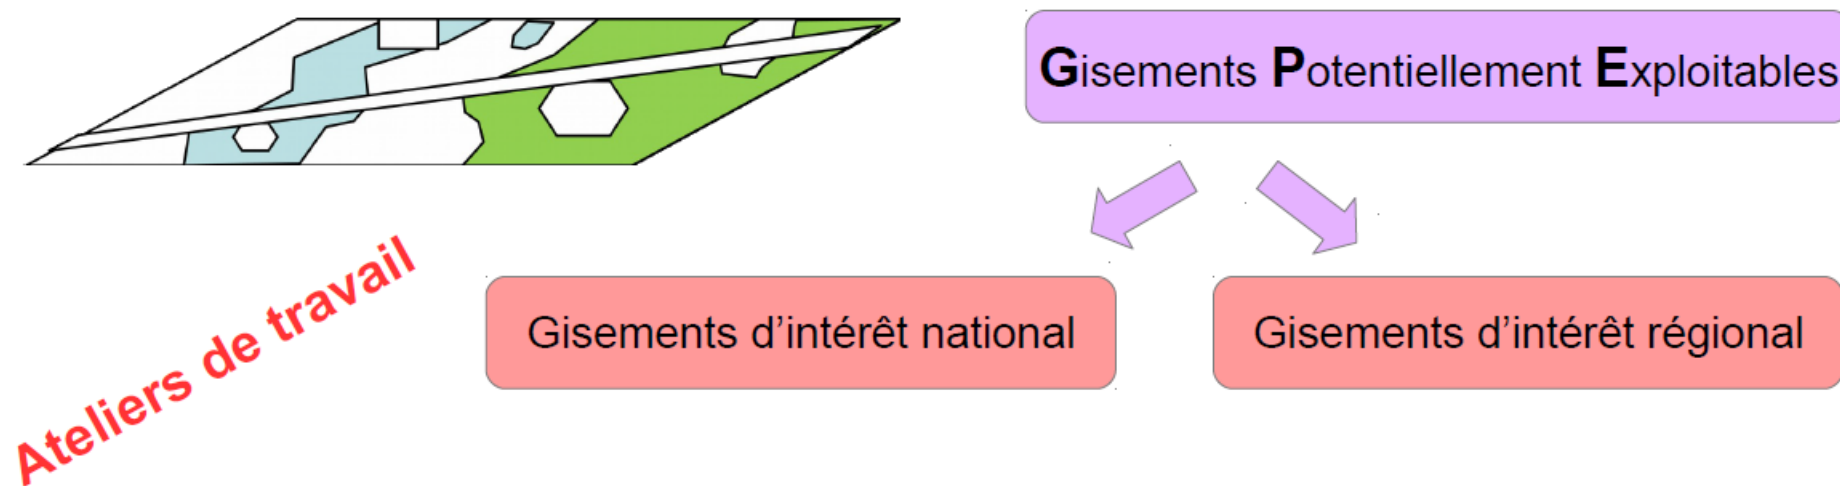 Gisements Potentiellement Exploitables
Ateliers de travail
Gisements d’intérêt national
Gisements d’intérêt régional